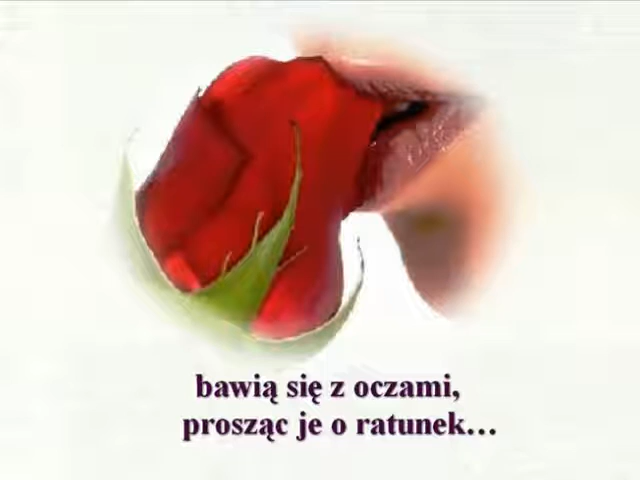 bawią się z oczami,
prosząc je o ratunek…